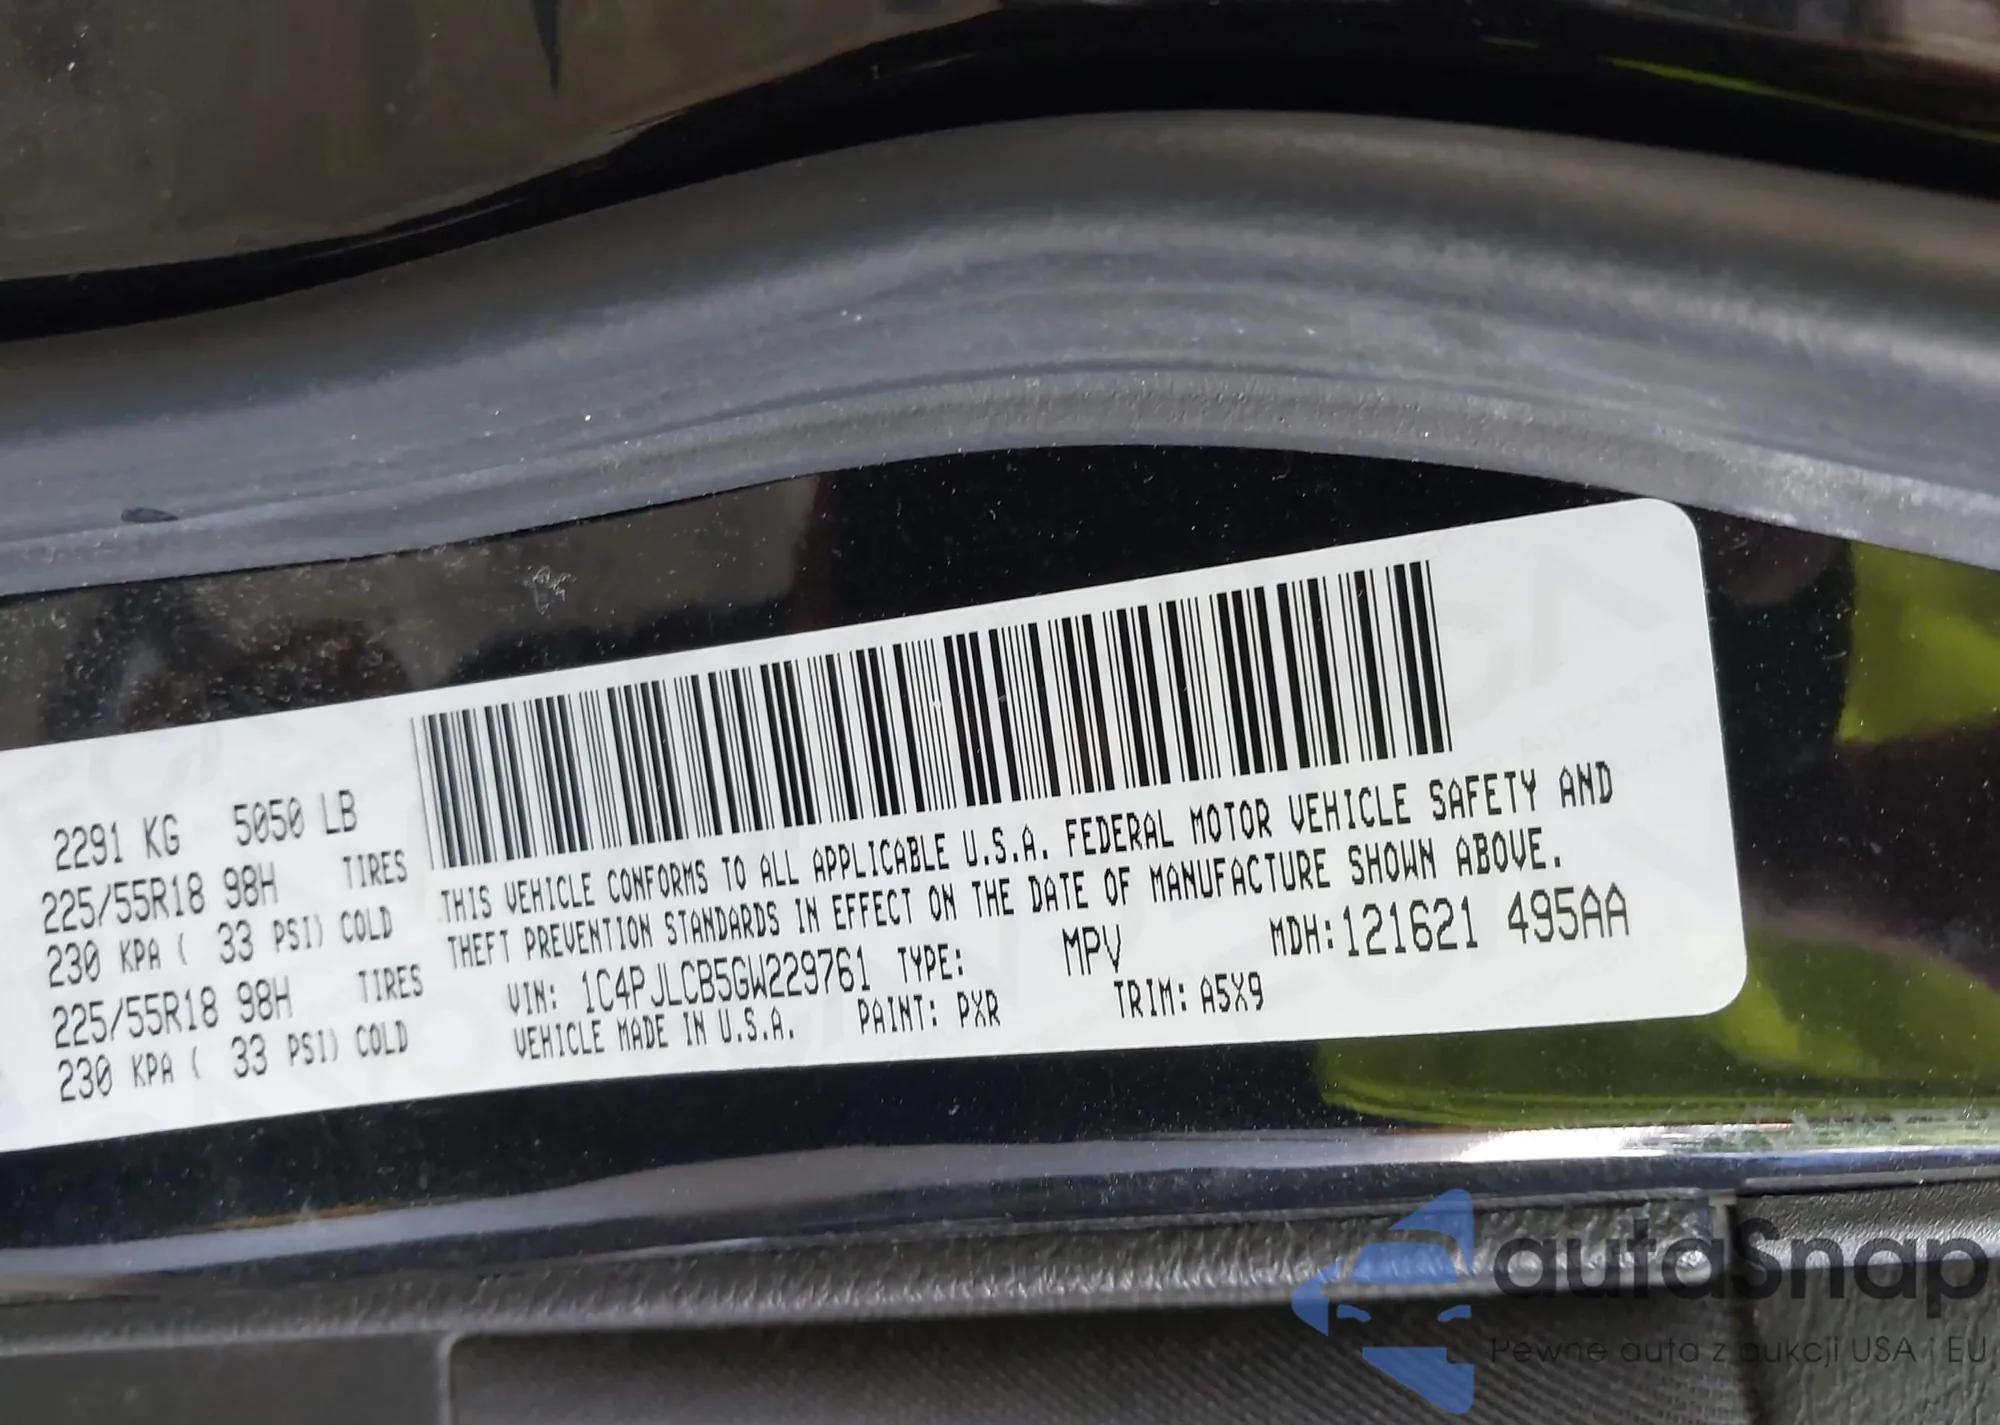 2291 KG 5050 LB
225/55R18 98H TIRES
230 KPA ( 33 PSI) COLD
225/55R18 98H TIRES
230 KPA ( 33 PSI) COLD
THIS VEHICLE CONFORMS TO ALL APPLICABLE U.S.A. FEDERAL MOTOR VEHICLE SAFETY AND
THEFT PREVENTION STANDARDS IN EFFECT ON THE DATE OF MANUFACTURE SHOWN ABOVE.
VIN: 1C4PJLCB5GW229761 TYPE: MPV MDH:121621 495AA
VEHICLE MADE IN U.S.A. PAINT: PXR TRIM: A5X9
autaSnap
Pewne auta z aukcji USA i EU